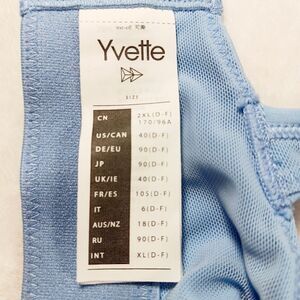 Yvette
SIZE
CN 2XL(D-F)
170/96A
US/CAN 40(D-F)
DE/EU 90(D-F)
JP 90(D-F)
UK/IE 40(D-F)
FR/ES 105(D-F)
IT 6(D-F)
AUS/NZ 18(D-F)
RU 90(D-F)
INT XL(D-F)